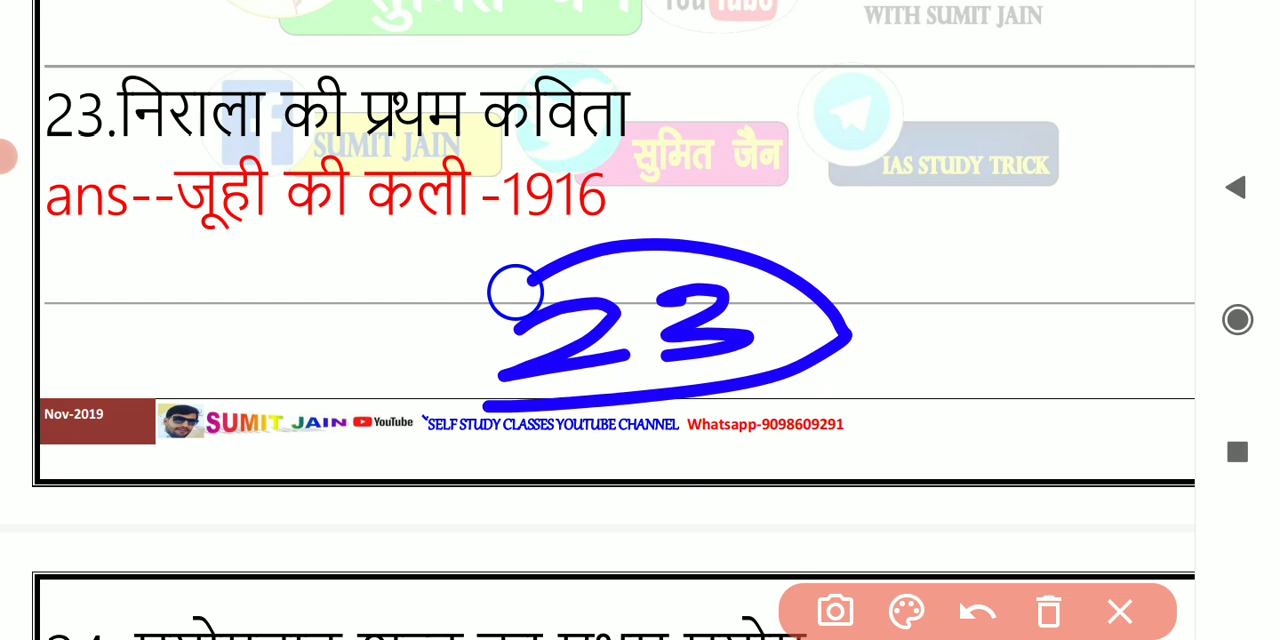 सुमित जैन
YouTube
WITH SUMIT JAIN
23.निराला की प्रथम कविता
SUMIT JAIN
सुमित जैन
IAS STUDY TRICK
ans--जूही की कली -1916
23
Nov-2019
SUMIT JAIN YouTube
SELF STUDY CLASSES YOUTUBE CHANNEL Whatsapp-9098609291